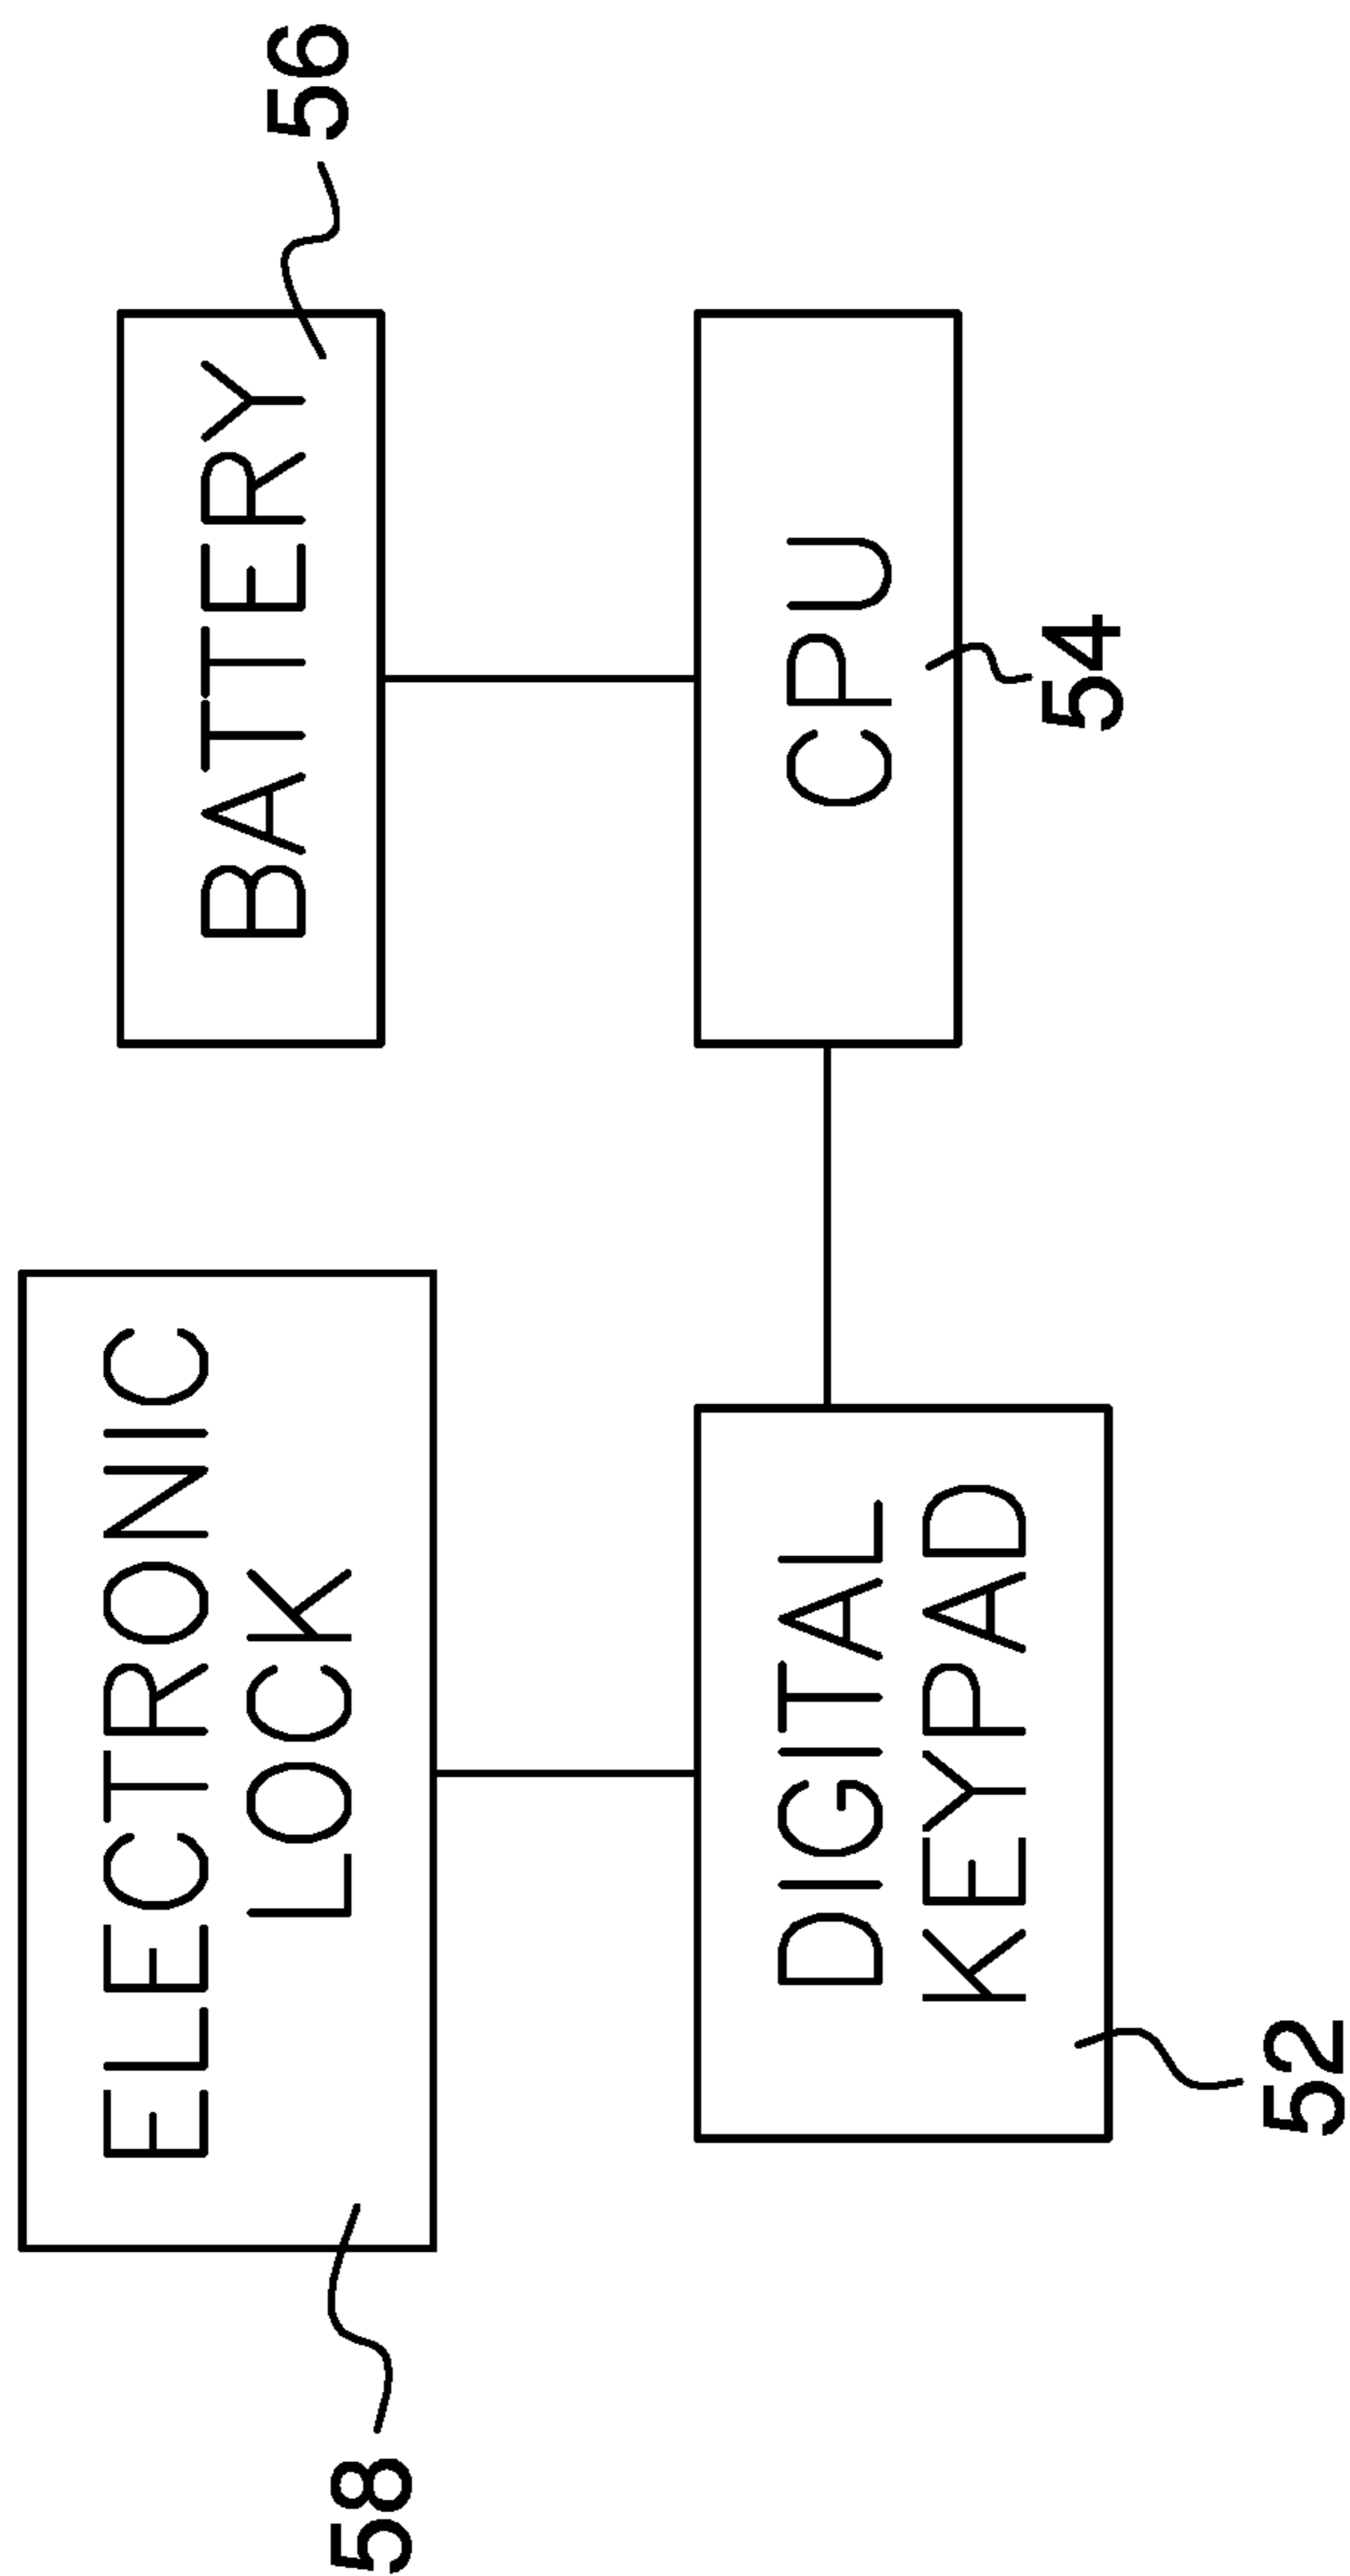 58
ELECTRONIC
LOCK
BATTERY
56
DIGITAL
KEYPAD
52
CPU
54